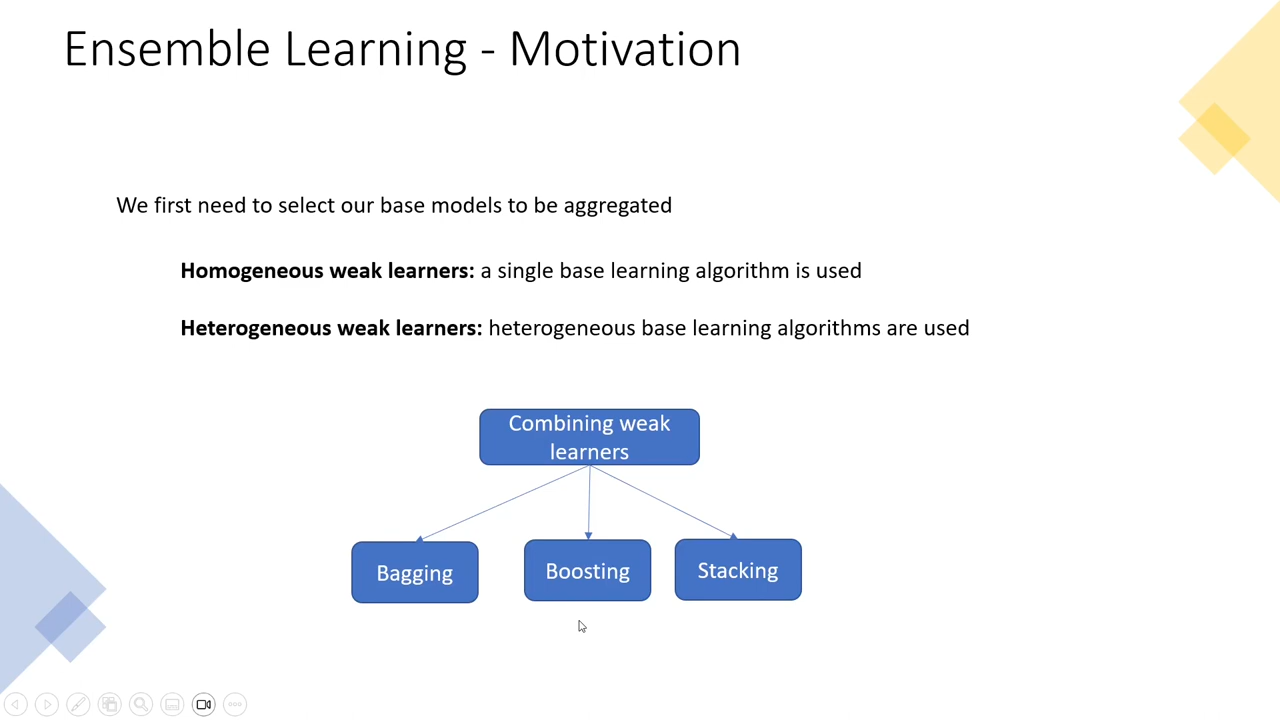 Ensemble Learning - Motivation
We first need to select our base models to be aggregated
Homogeneous weak learners: a single base learning algorithm is used
Heterogeneous weak learners: heterogeneous base learning algorithms are used
Combining weak
learners
Bagging
Boosting
Stacking